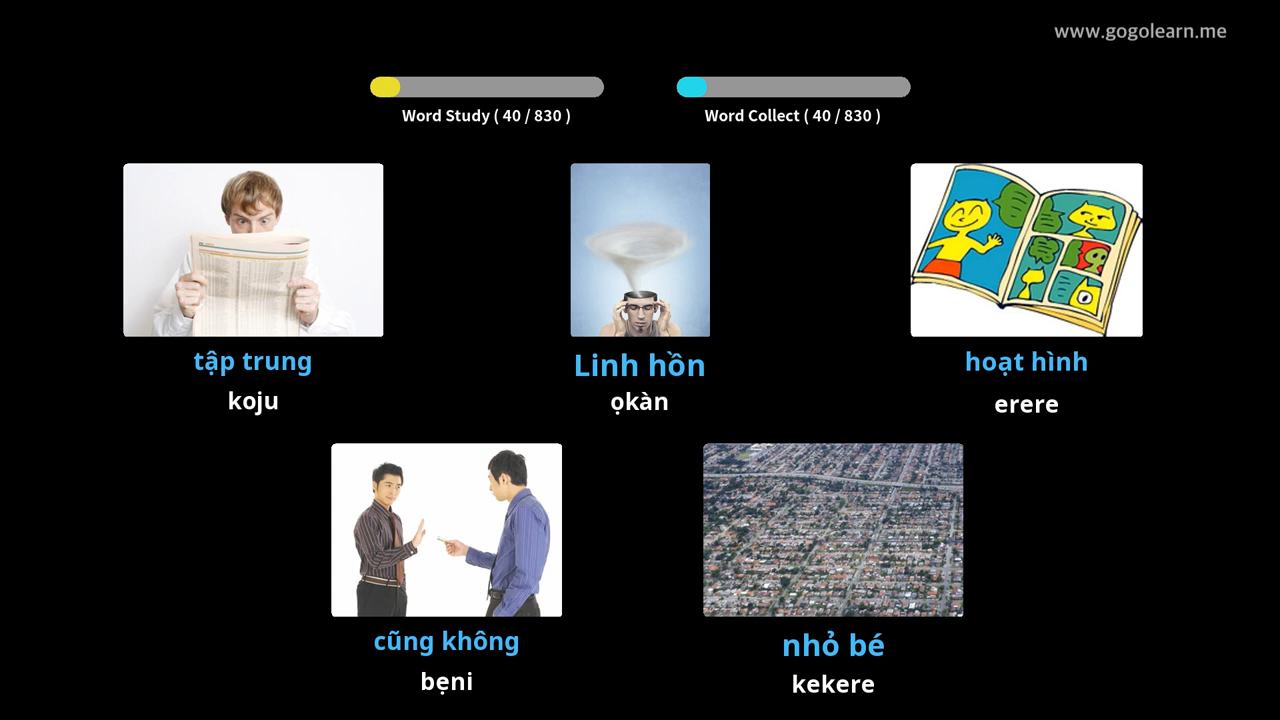 www.gogolearn.me
Word Study ( 40 / 830 )
Word Collect ( 40 / 830 )
tập trung
koju
Linh hồn
ọkàn
hoạt hình
erere
cũng không
bẹni
nhỏ bé
kekere